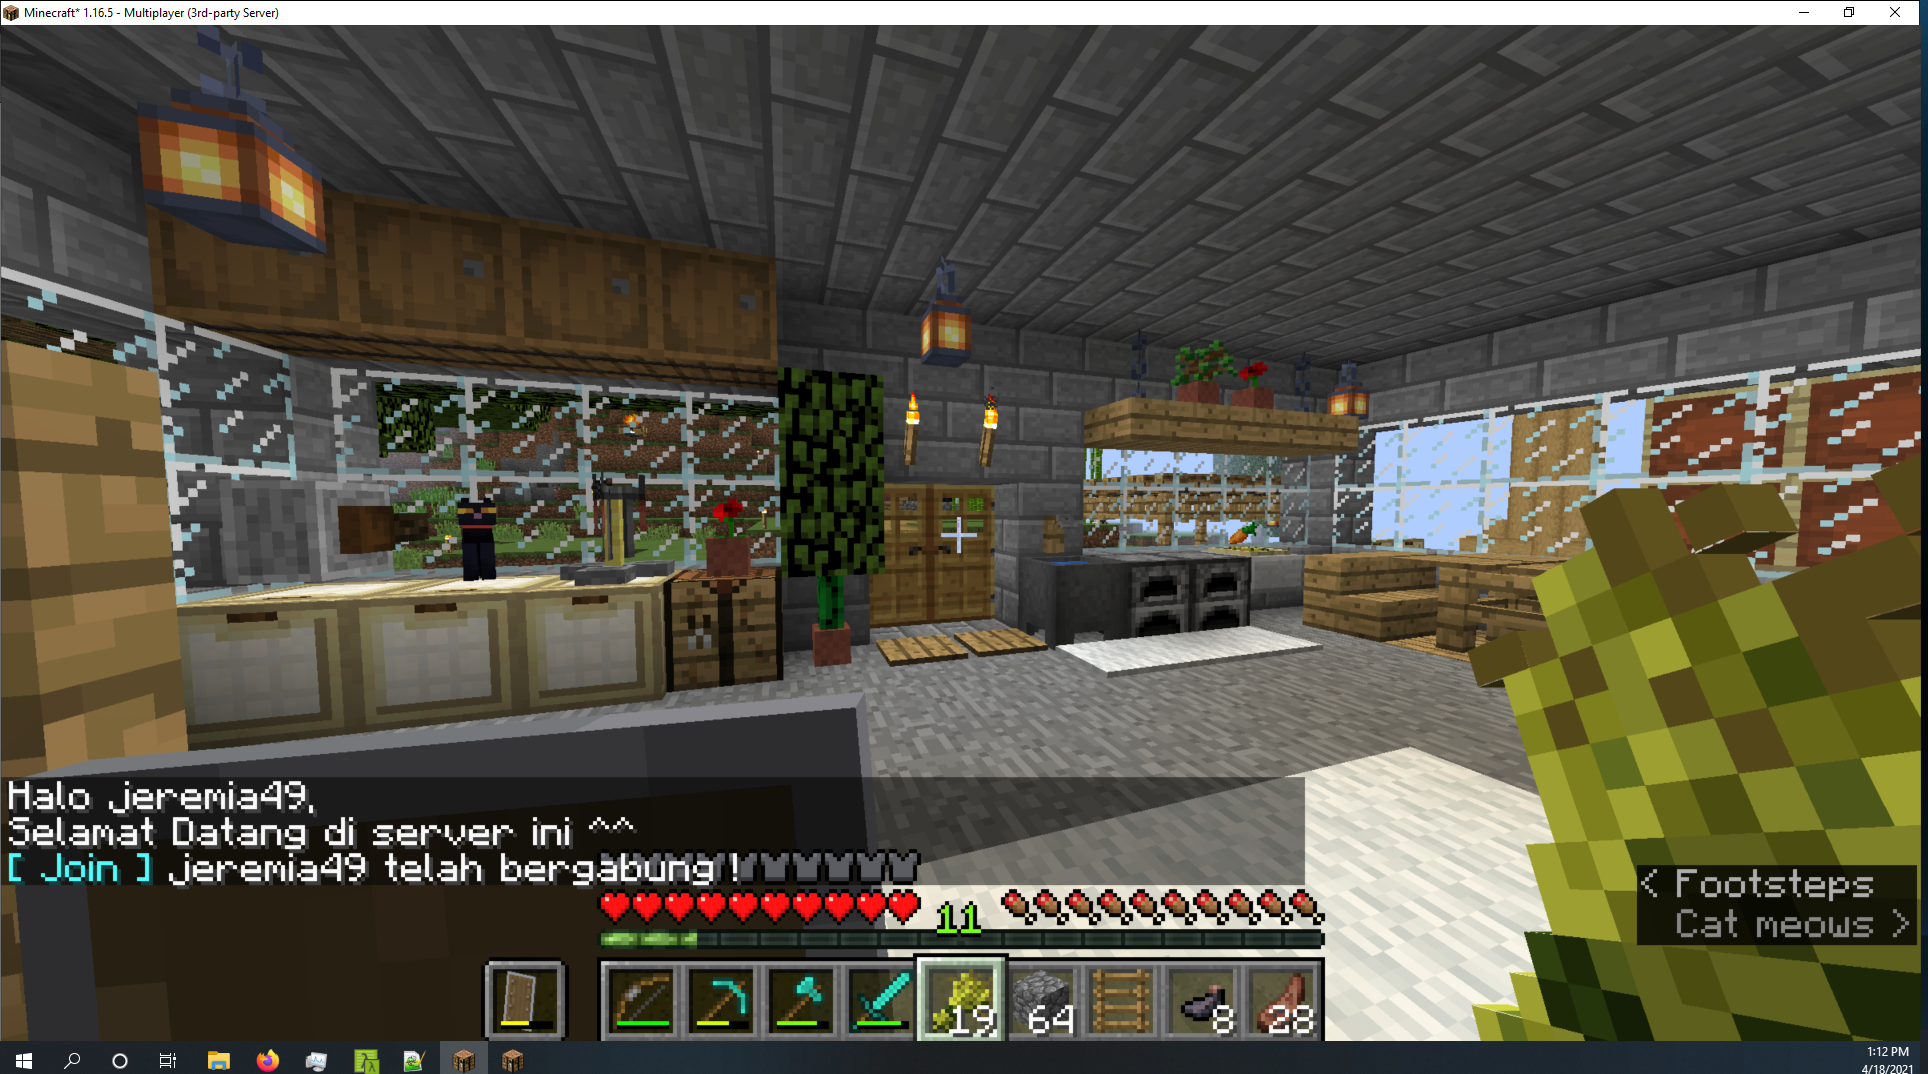 Minecraft* 1.16.5 - Multiplayer (3rd-party Server)
Halo jeremia49,
Selamat Datang di server ini ^^
[ Join ] jeremia49 telah bergabung !
< Footsteps
Cat meows >
11
19
64
8
28
1:12 PM
4/18/2021